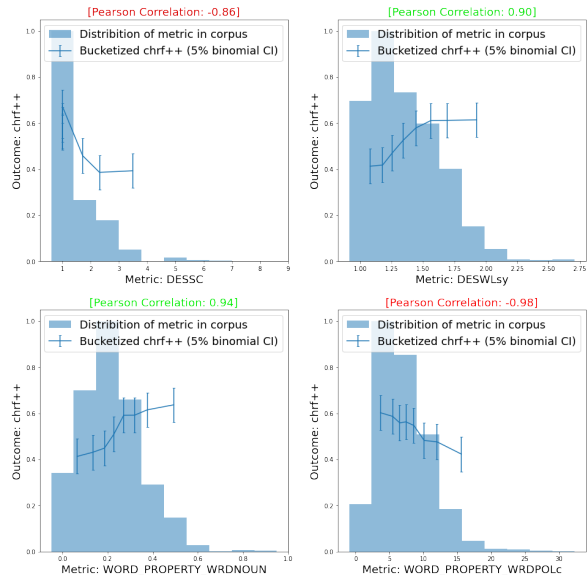 [Pearson Correlation: -0.86]
Distribition of metric in corpus
Bucketized chrf++ (5% binomial CI)
Outcome: chrf++
1.0
0.8
0.6
0.4
0.2
0.0
1 2 3 4 5 6 7 8 9
Metric: DESSC
[Pearson Correlation: 0.90]
Distribition of metric in corpus
Bucketized chrf++ (5% binomial CI)
Outcome: chrf++
1.0
0.8
0.6
0.4
0.2
0.0
1.00 1.25 1.50 1.75 2.00 2.25 2.50 2.75
Metric: DESWLsy
[Pearson Correlation: 0.94]
Distribition of metric in corpus
Bucketized chrf++ (5% binomial CI)
Outcome: chrf++
1.0
0.8
0.6
0.4
0.2
0.0
0.0 0.2 0.4 0.6 0.8 1.0
Metric: WORD_PROPERTY_WRDNOUN
[Pearson Correlation: -0.98]
Distribition of metric in corpus
Bucketized chrf++ (5% binomial CI)
Outcome: chrf++
1.0
0.8
0.6
0.4
0.2
0.0
0 5 10 15 20 25 30
Metric: WORD_PROPERTY_WRDPOLc